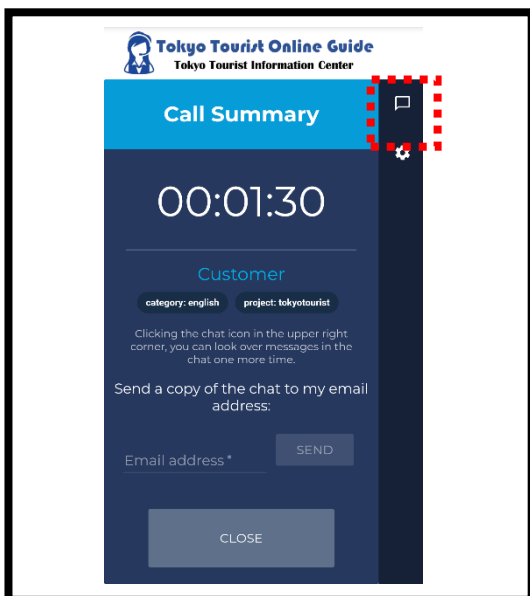 Tokyo Tourist Online Guide
Tokyo Tourist Information Center
Call Summary
00:01:30
Customer
category: english project: tokyotourist
Clicking the chat icon in the upper right
corner, you can look over messages in the
chat one more time.
Send a copy of the chat to my email
address:
Email address *
SEND
CLOSE